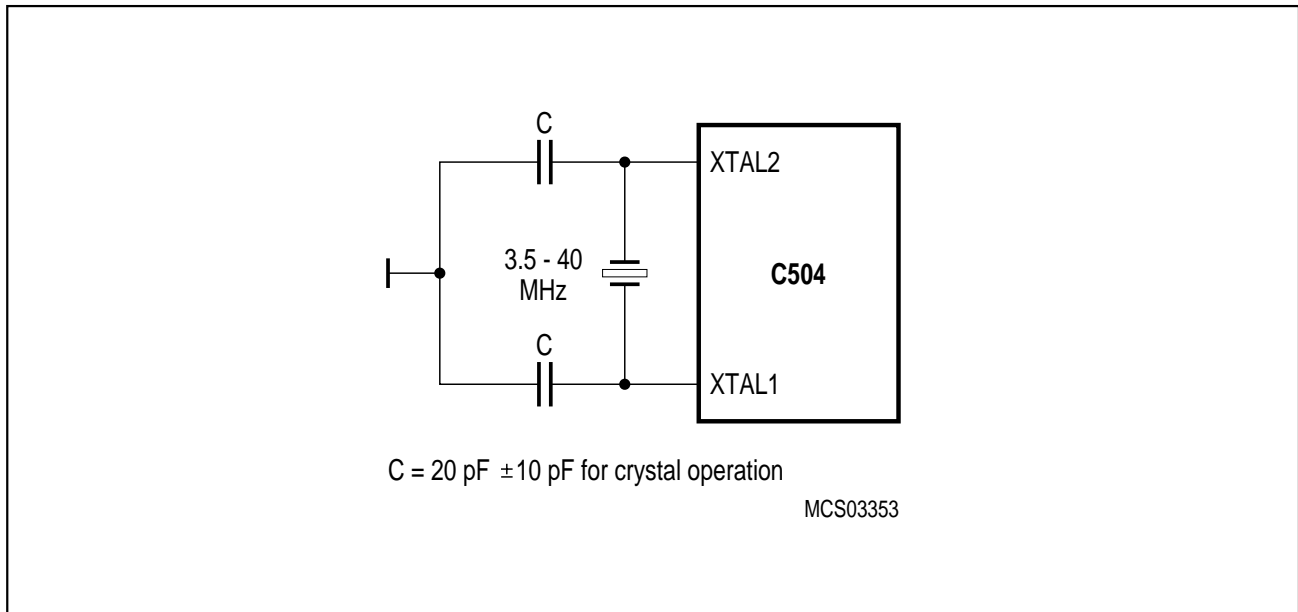 C
XTAL2
3.5 - 40
MHz
C504
C
XTAL1
C = 20 pF ±10 pF for crystal operation
MCS03353